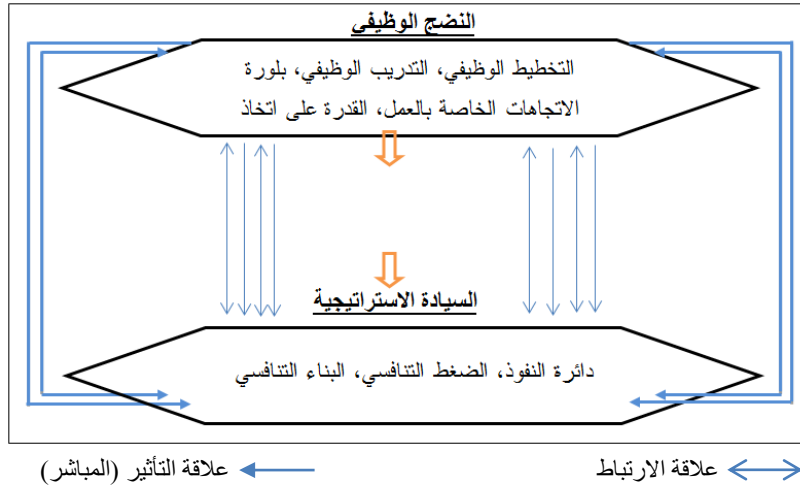 النضج الوظيفي
التخطيط الوظيفي، التدريب الوظيفي، بلورة
الاتجاهات الخاصة بالعمل، القدرة على اتخاذ
السيادة الاستراتيجية
دائرة النفوذ، الضغط التنافسي، البناء التنافسي
علاقة الارتباط
علاقة التأثير (المباشر)